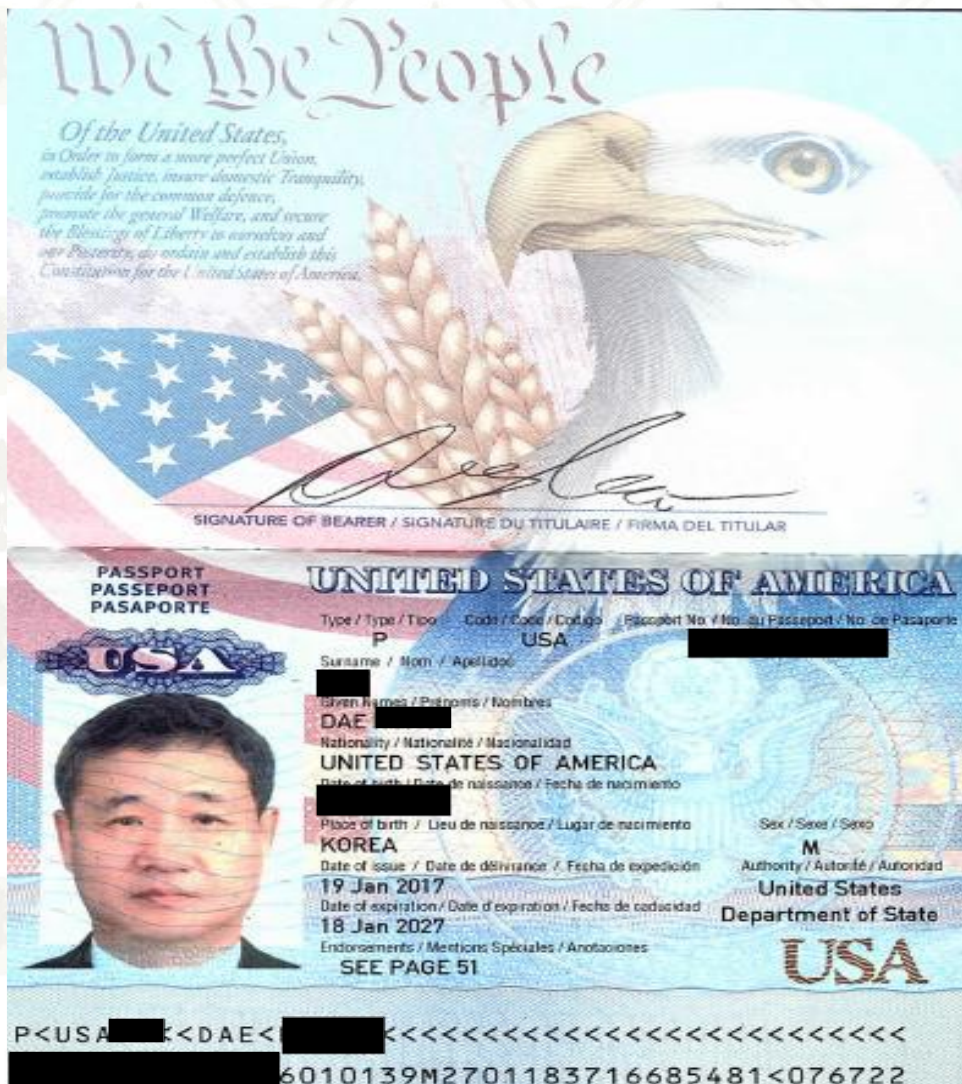 We the People
Of the United States,
in Order to form a more perfect Union,
establish Justice, insure domestic Tranquility,
provide for the common defence,
promote the general Welfare, and secure
the Blessings of Liberty to ourselves and
our Posterity, do ordain and establish this
Constitution for the United States of America.
SIGNATURE OF BEARER / SIGNATURE DU TITULAIRE / FIRMA DEL TITULAR
PASSPORT
PASSEPORT
PASAPORTE
USA
UNITED STATES OF AMERICA
Type / Type / Tipo Code / Code / Codigo Passport No. / No. du Passeport / No. de Pasaporte
P USA
Surname / Nom / Apellidos
Given Names / Prénoms / Nombres
DAE
Nationality / Nationalité / Nacionalidad
UNITED STATES OF AMERICA
Date of birth / Date de naissance / Fecha de nacimiento
Place of birth / Lieu de naissance / Lugar de nacimiento Sex / Sexe / Sexo
KOREA M
Date of issue / Date de délivrance / Fecha de expedición Authority / Autorité / Autoridad
19 Jan 2017 United States
Date of expiration / Date d'expiration / Fecha de caducidad Department of State
18 Jan 2027
Endorsements / Mentions Spéciales / Anotaciones
SEE PAGE 51 USA
P<USA <<DAE< <<<<<<<<<<<<<<<<<<<<<<<<<<
6010139M2701183716685481<076722